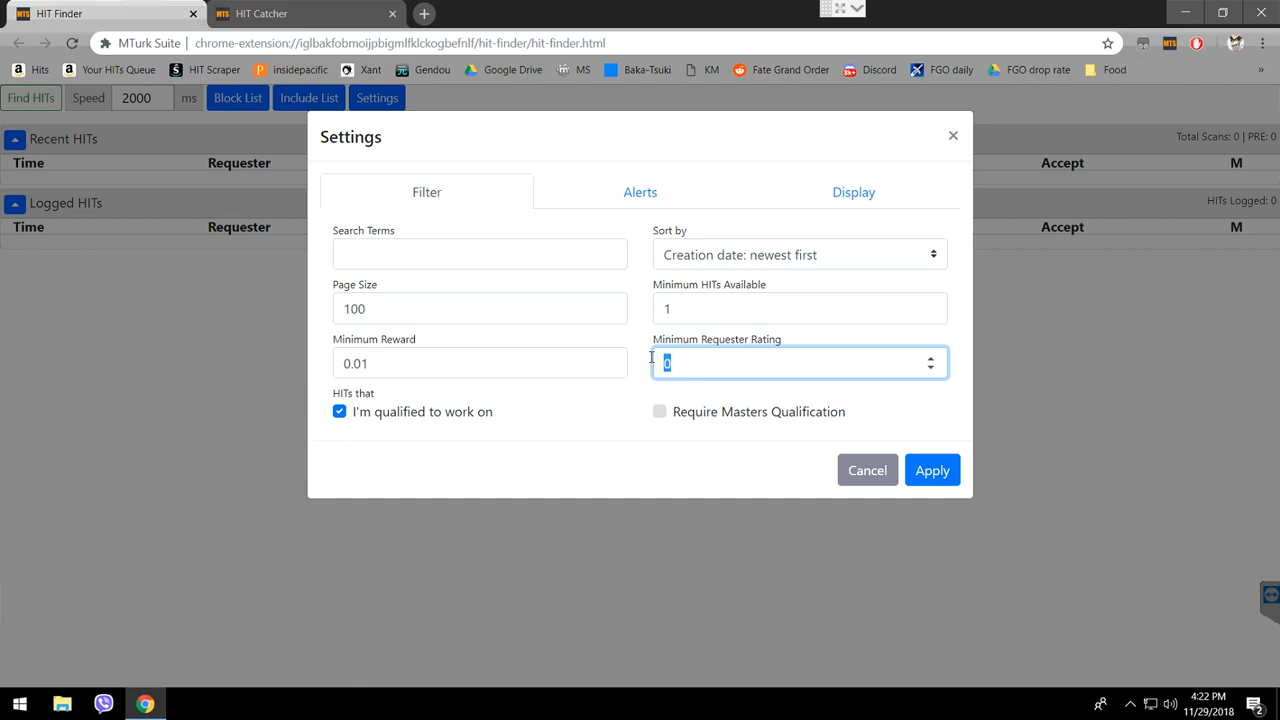 MTS HIT Finder
MTS HIT Catcher
MTurk Suite | chrome-extension://iglbakfobmoijpbigmlfklckogbefnlf/hit-finder/hit-finder.html
MTS
Hits Your HITs Queue HIT Scraper insidepacific Xant Gendou Google Drive MS Baka-Tsuki KM Fate Grand Order Discord FGO daily FGO drop rate Food »
Find HITs Speed 2000 ms Block List Include List Settings
Recent HITs Total Scans: 0 | PRE: 0
Time Requester Accept M
Logged HITs HITs Logged: 0
Time Requester Accept M
Settings ×
Filter Alerts Display
Search Terms Sort by
Creation date: newest first
Page Size Minimum HITs Available
100 1
Minimum Reward Minimum Requester Rating
0.01 0
HITs that
I'm qualified to work on Require Masters Qualification
Cancel Apply
4:22 PM
11/29/2018
2